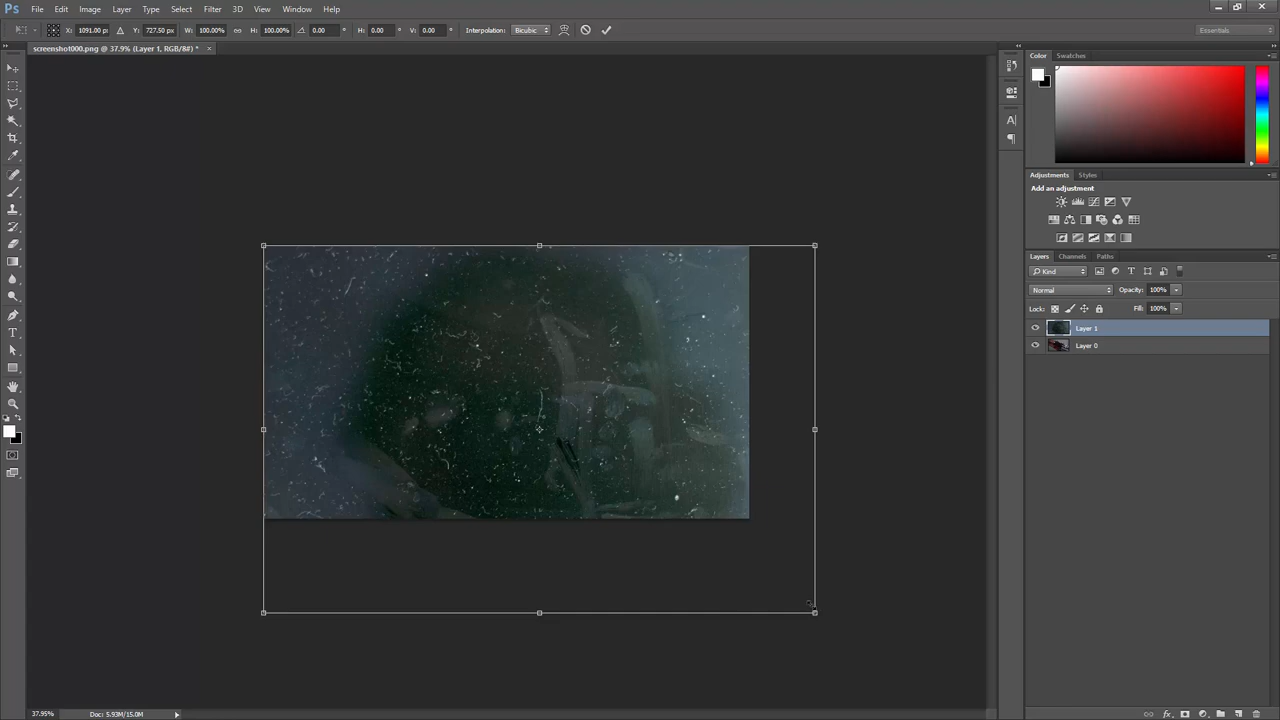 Ps File Edit Image Layer Type Select Filter 3D View Window Help
X: 1091.00 px Y: 727.50 px W: 100.00% H: 100.00% 0.00 ° H: 0.00 ° V: 0.00 ° Interpolation: Bicubic Essentials
screenshot000.png @ 37.9% (Layer 1, RGB/8#) * ×
Color Swatches
Adjustments Styles
Add an adjustment
Layers Channels Paths
Kind
Normal Opacity: 100%
Lock: Fill: 100%
Layer 1
Layer 0
37.95% Doc: 5.93M/15.0M